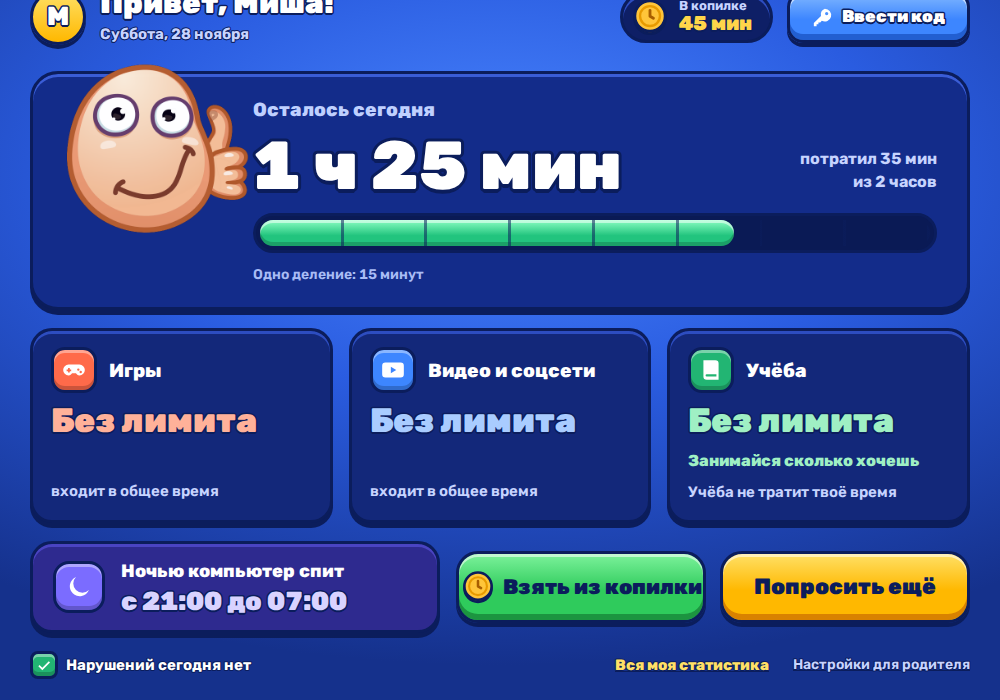 М
Привет, Миша!
Суббота, 28 ноября
В копилке
45 мин
Ввести код
Осталось сегодня
1 ч 25 мин
потратил 35 мин
из 2 часов
Одно деление: 15 минут
Игры
Без лимита
входит в общее время
Видео и соцсети
Без лимита
входит в общее время
Учёба
Без лимита
Занимайся сколько хочешь
Учёба не тратит твоё время
Ночью компьютер спит
с 21:00 до 07:00
Взять из копилки
Попросить ещё
Нарушений сегодня нет
Вся моя статистика
Настройки для родителя